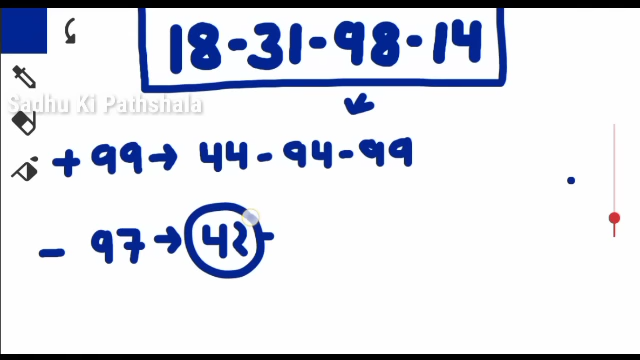 18-31-98-14
Sadhu Ki Pathshala
+ 99 → 44-94-99
- 97 → 42-